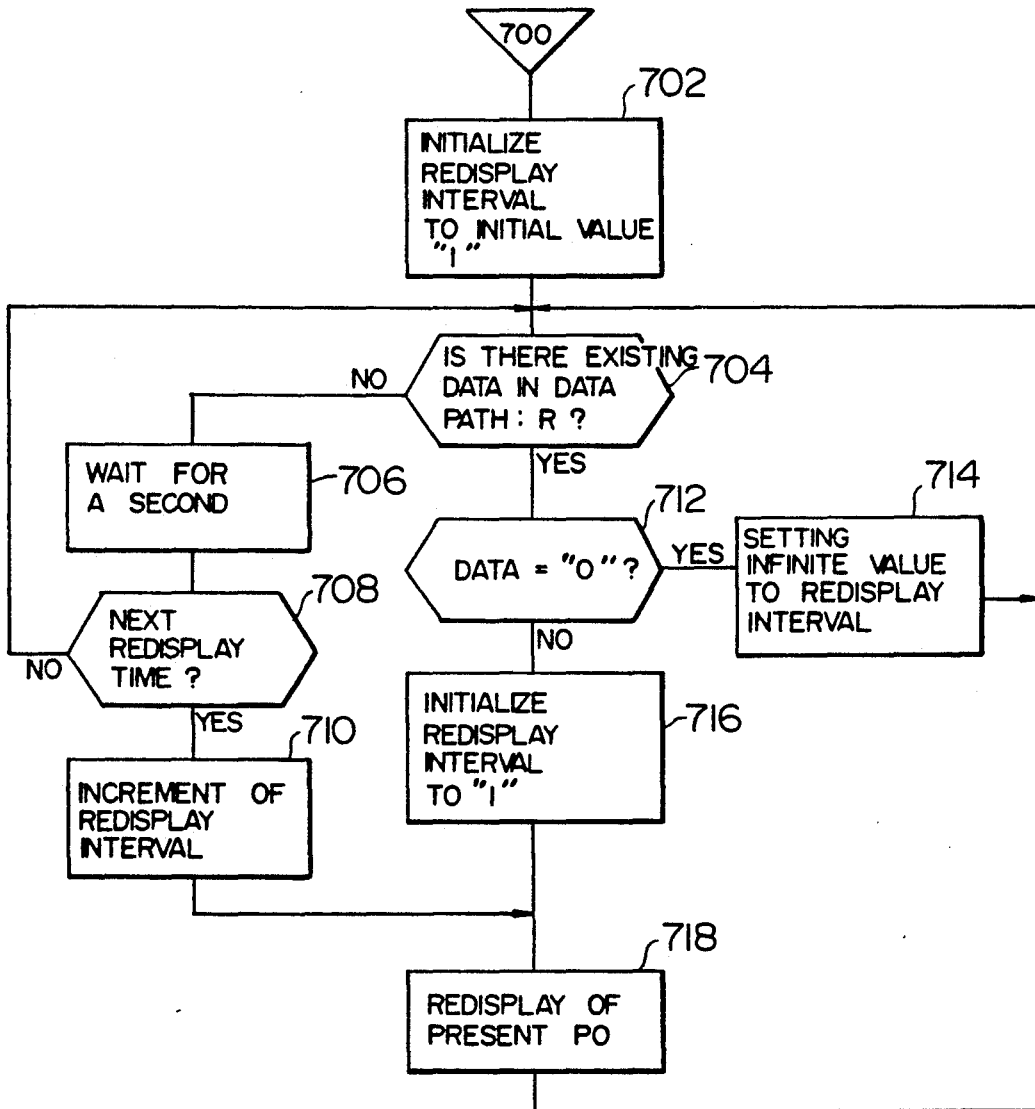 700
702
INITIALIZE
REDISPLAY
INTERVAL
TO INITIAL VALUE
"1"
IS THERE EXISTING
DATA IN DATA
PATH : R ?
704
NO
YES
WAIT FOR
A SECOND
706
712
DATA = "0" ?
YES
NO
714
SETTING
INFINITE VALUE
TO REDISPLAY
INTERVAL
708
NEXT
REDISPLAY
TIME ?
NO
YES
716
INITIALIZE
REDISPLAY
INTERVAL
TO "1"
710
INCREMENT OF
REDISPLAY
INTERVAL
718
REDISPLAY OF
PRESENT PO